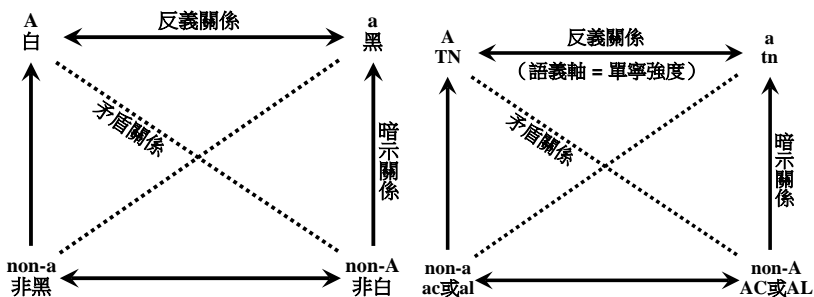 A
白
反義關係
a
黑
矛盾關係
暗示關係
non-a
非黑
non-A
非白
A
TN
反義關係
（語義軸 = 單寧強度）
a
tn
矛盾關係
暗示關係
non-a
ac或al
non-A
AC或AL